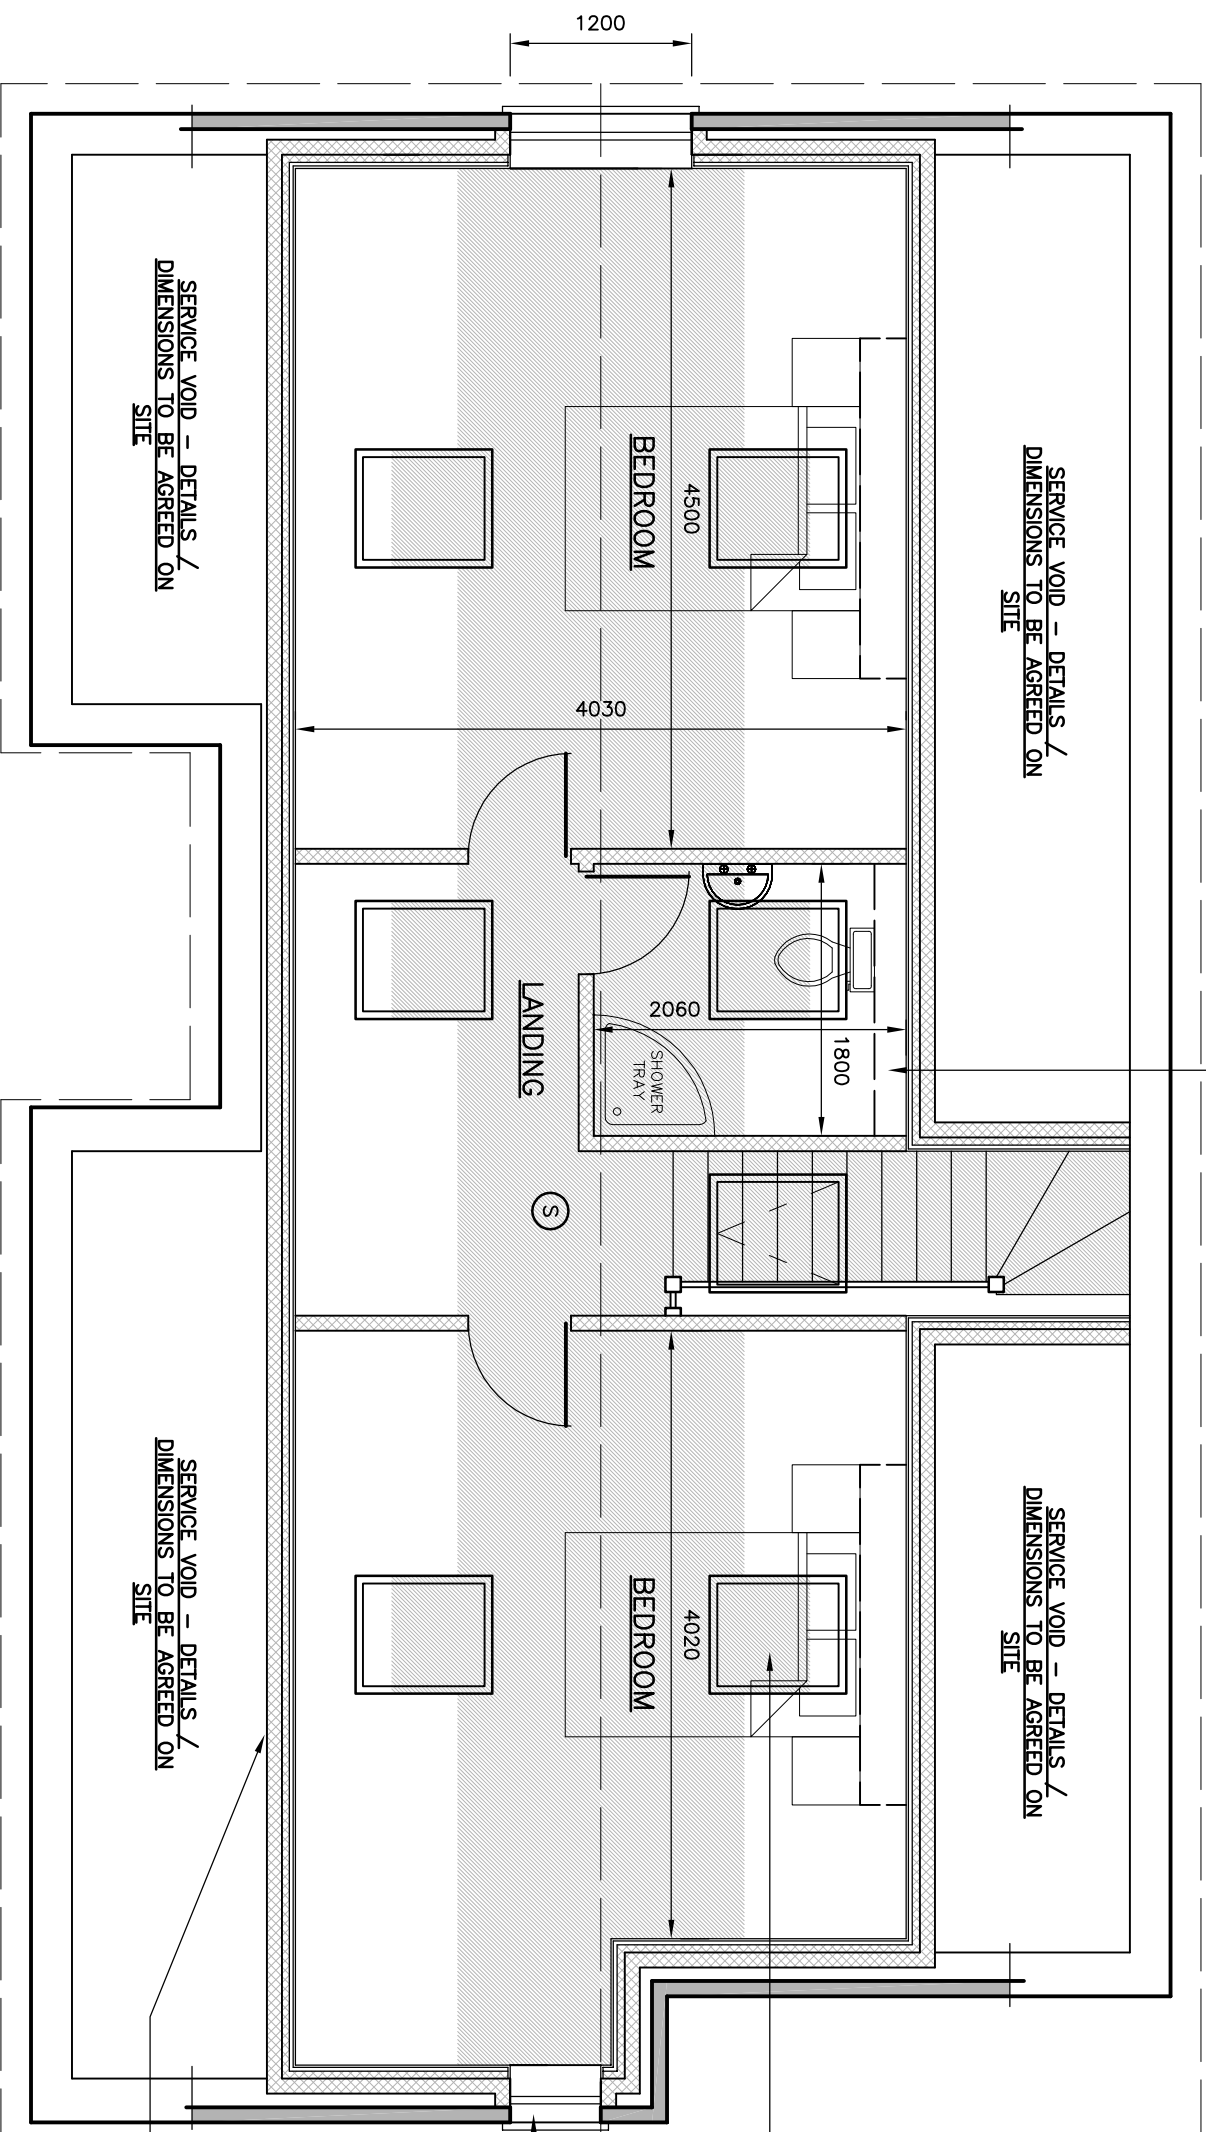 1200
SERVICE VOID - DETAILS /
DIMENSIONS TO BE AGREED ON
SITE
SERVICE VOID - DETAILS /
DIMENSIONS TO BE AGREED ON
SITE
BEDROOM
4500
4030
LANDING
2060
1800
SHOWER
TRAY
S
BEDROOM
4020
SERVICE VOID - DETAILS /
DIMENSIONS TO BE AGREED ON
SITE
SERVICE VOID - DETAILS /
DIMENSIONS TO BE AGREED ON
SITE